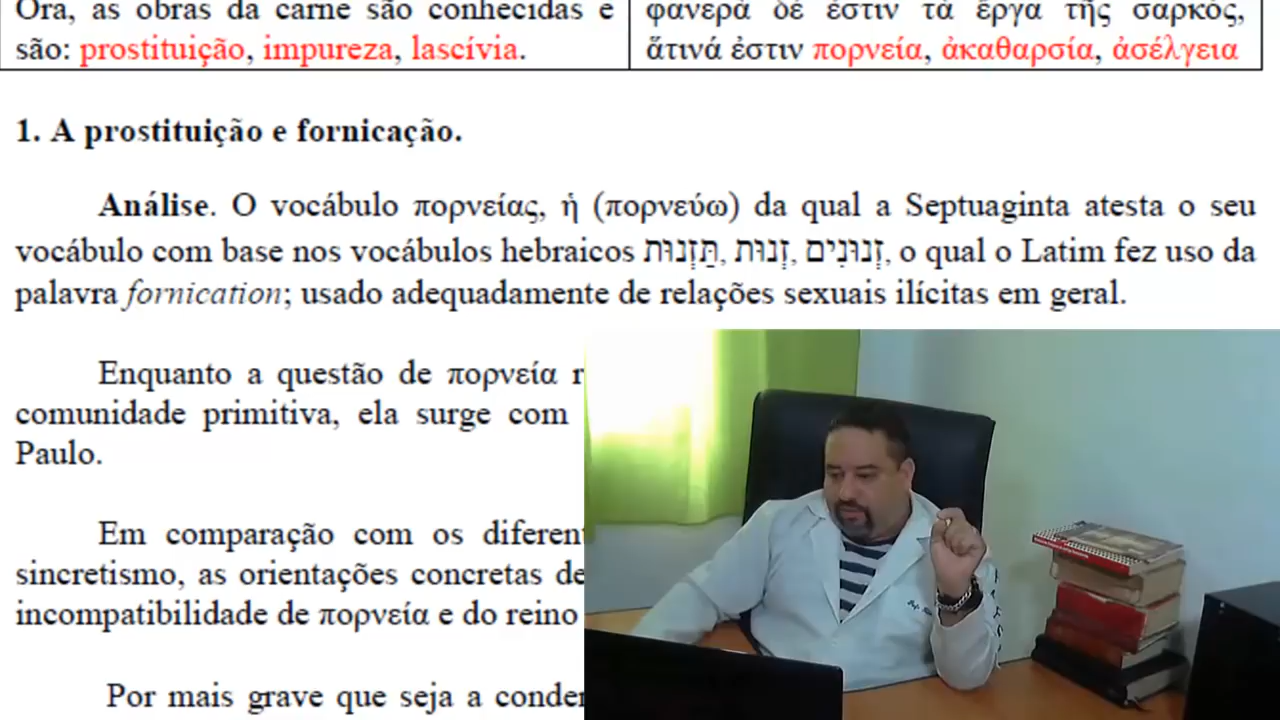 Ora, as obras da carne são conhecidas e
são: prostituição, impureza, lascívia.
φανερὰ δέ ἐστιν τὰ ἔργα τῆς σαρκός,
ἅτινά ἐστιν πορνεία, ἀκαθαρσία, ἀσέλγεια
1. A prostituição e fornicação.
Análise. O vocábulo πορνείας, ἡ (πορνεύω) da qual a Septuaginta atesta o seu
vocábulo com base nos vocábulos hebraicos תַּזְנוּת, זְנוּת, זְנוּנִים, o qual o Latim fez uso da
palavra fornication; usado adequadamente de relações sexuais ilícitas em geral.
Enquanto a questão de πορνεία
comunidade primitiva, ela surge com
Paulo.
Em comparação com os
sincretismo, as orientações concretas
incompatibilidade de πορνεία e do reino
Por mais grave que seja a